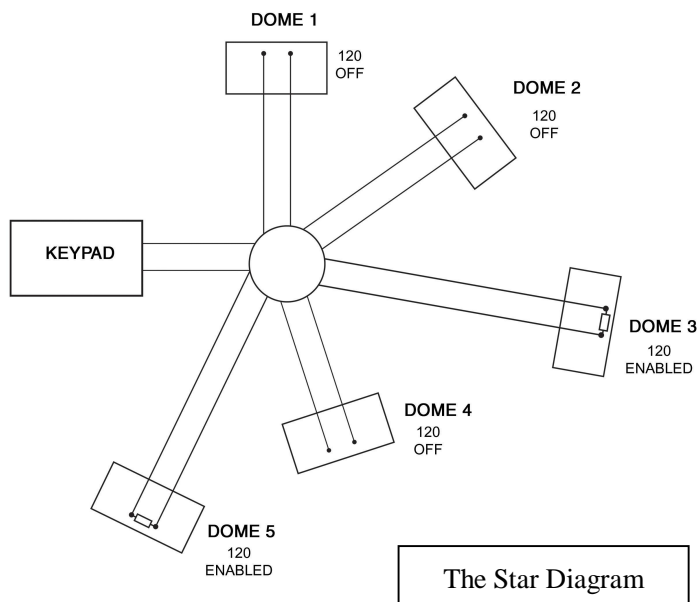 DOME 1
120
OFF
DOME 2
120
OFF
KEYPAD
DOME 3
120
ENABLED
DOME 4
120
OFF
DOME 5
120
ENABLED
The Star Diagram